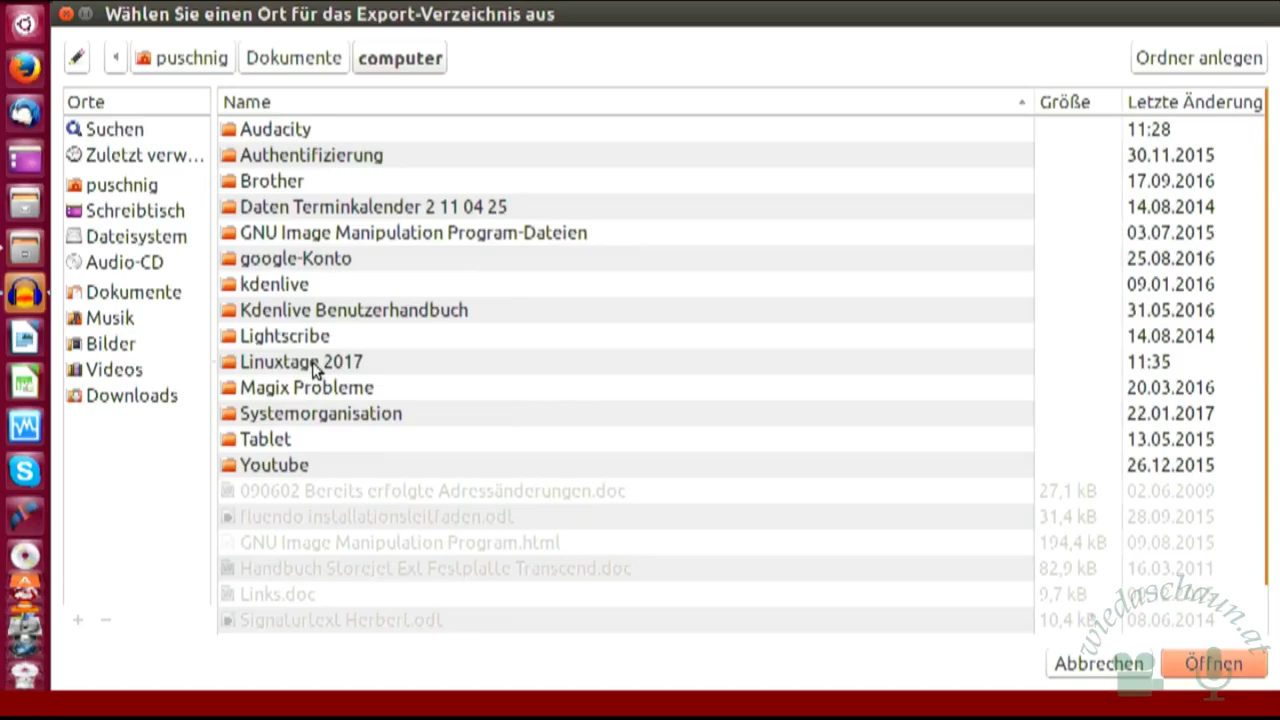 Wählen Sie einen Ort für das Export-Verzeichnis aus
puschnig Dokumente computer Ordner anlegen
Orte Name Größe Letzte Änderung
Suchen Audacity 11:28
Zuletzt verw... Authentifizierung 30.11.2015
Brother 17.09.2016
puschnig
Schreibtisch Daten Terminkalender 2 11 04 25 14.08.2014
Dateisystem GNU Image Manipulation Program-Dateien 03.07.2015
Audio-CD google-Konto 25.08.2016
Dokumente kdenlive 09.01.2016
Musik Kdenlive Benutzerhandbuch 31.05.2016
Bilder Lightscribe 14.08.2014
Videos Linuxtage 2017 11:35
Downloads Magix Probleme 20.03.2016
Systemorganisation 22.01.2017
Tablet 13.05.2015
Youtube 26.12.2015
090602 Bereits erfolgte Adressänderungen.doc 27,1 kB 02.06.2009
fluendo installationsleitfaden.odt 31,4 kB 28.09.2015
GNU Image Manipulation Program.html 194,4 kB 09.08.2015
Handbuch Storejet Ext Festplatte Transcend.doc 82,9 kB 16.03.2011
Links.doc 9,7 kB
Signaturtext Herbert.odt 10,4 kB 08.06.2014
wiedaschaun.at
Abbrechen Öffnen